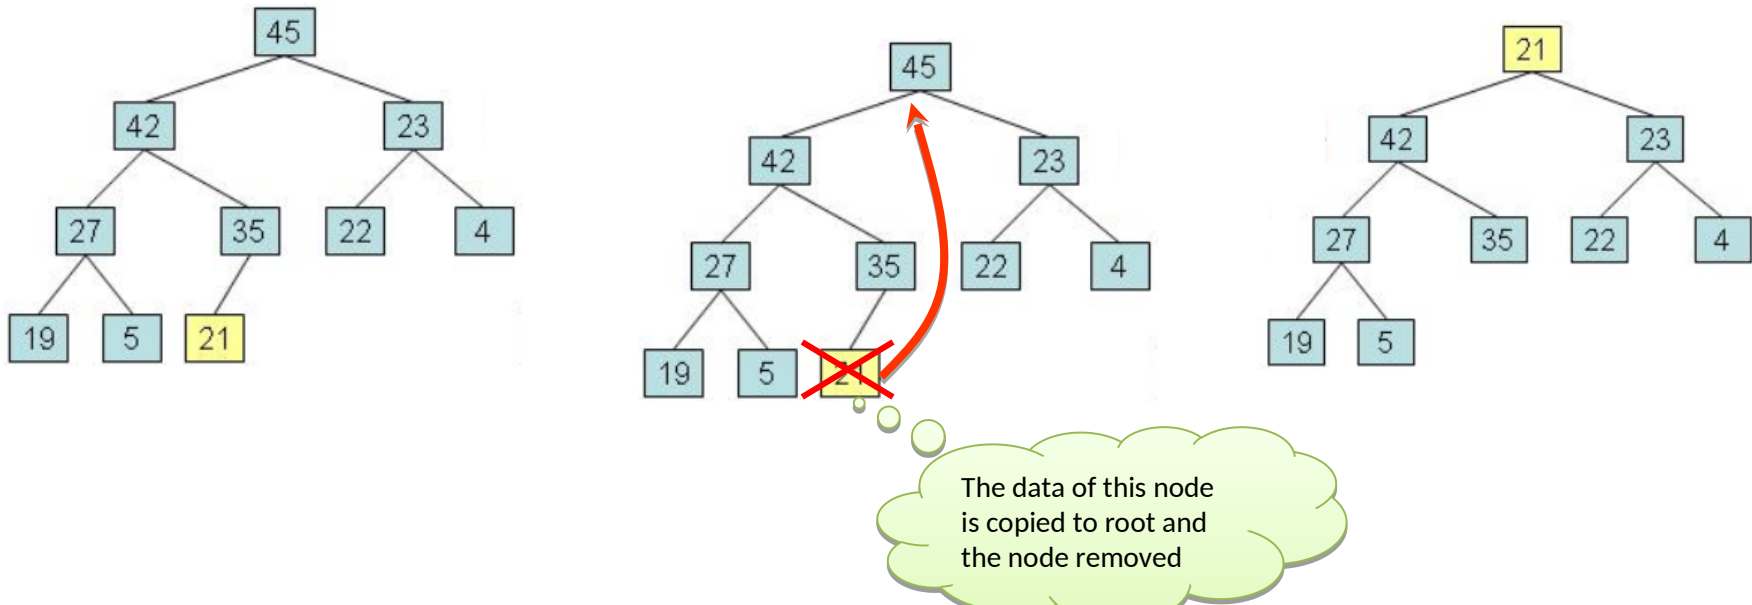 45
42 23
27 35 22 4
19 5 21
45
42 23
27 35 22 4
19 5 21
The data of this node
is copied to root and
the node removed
21
42 23
27 35 22 4
19 5